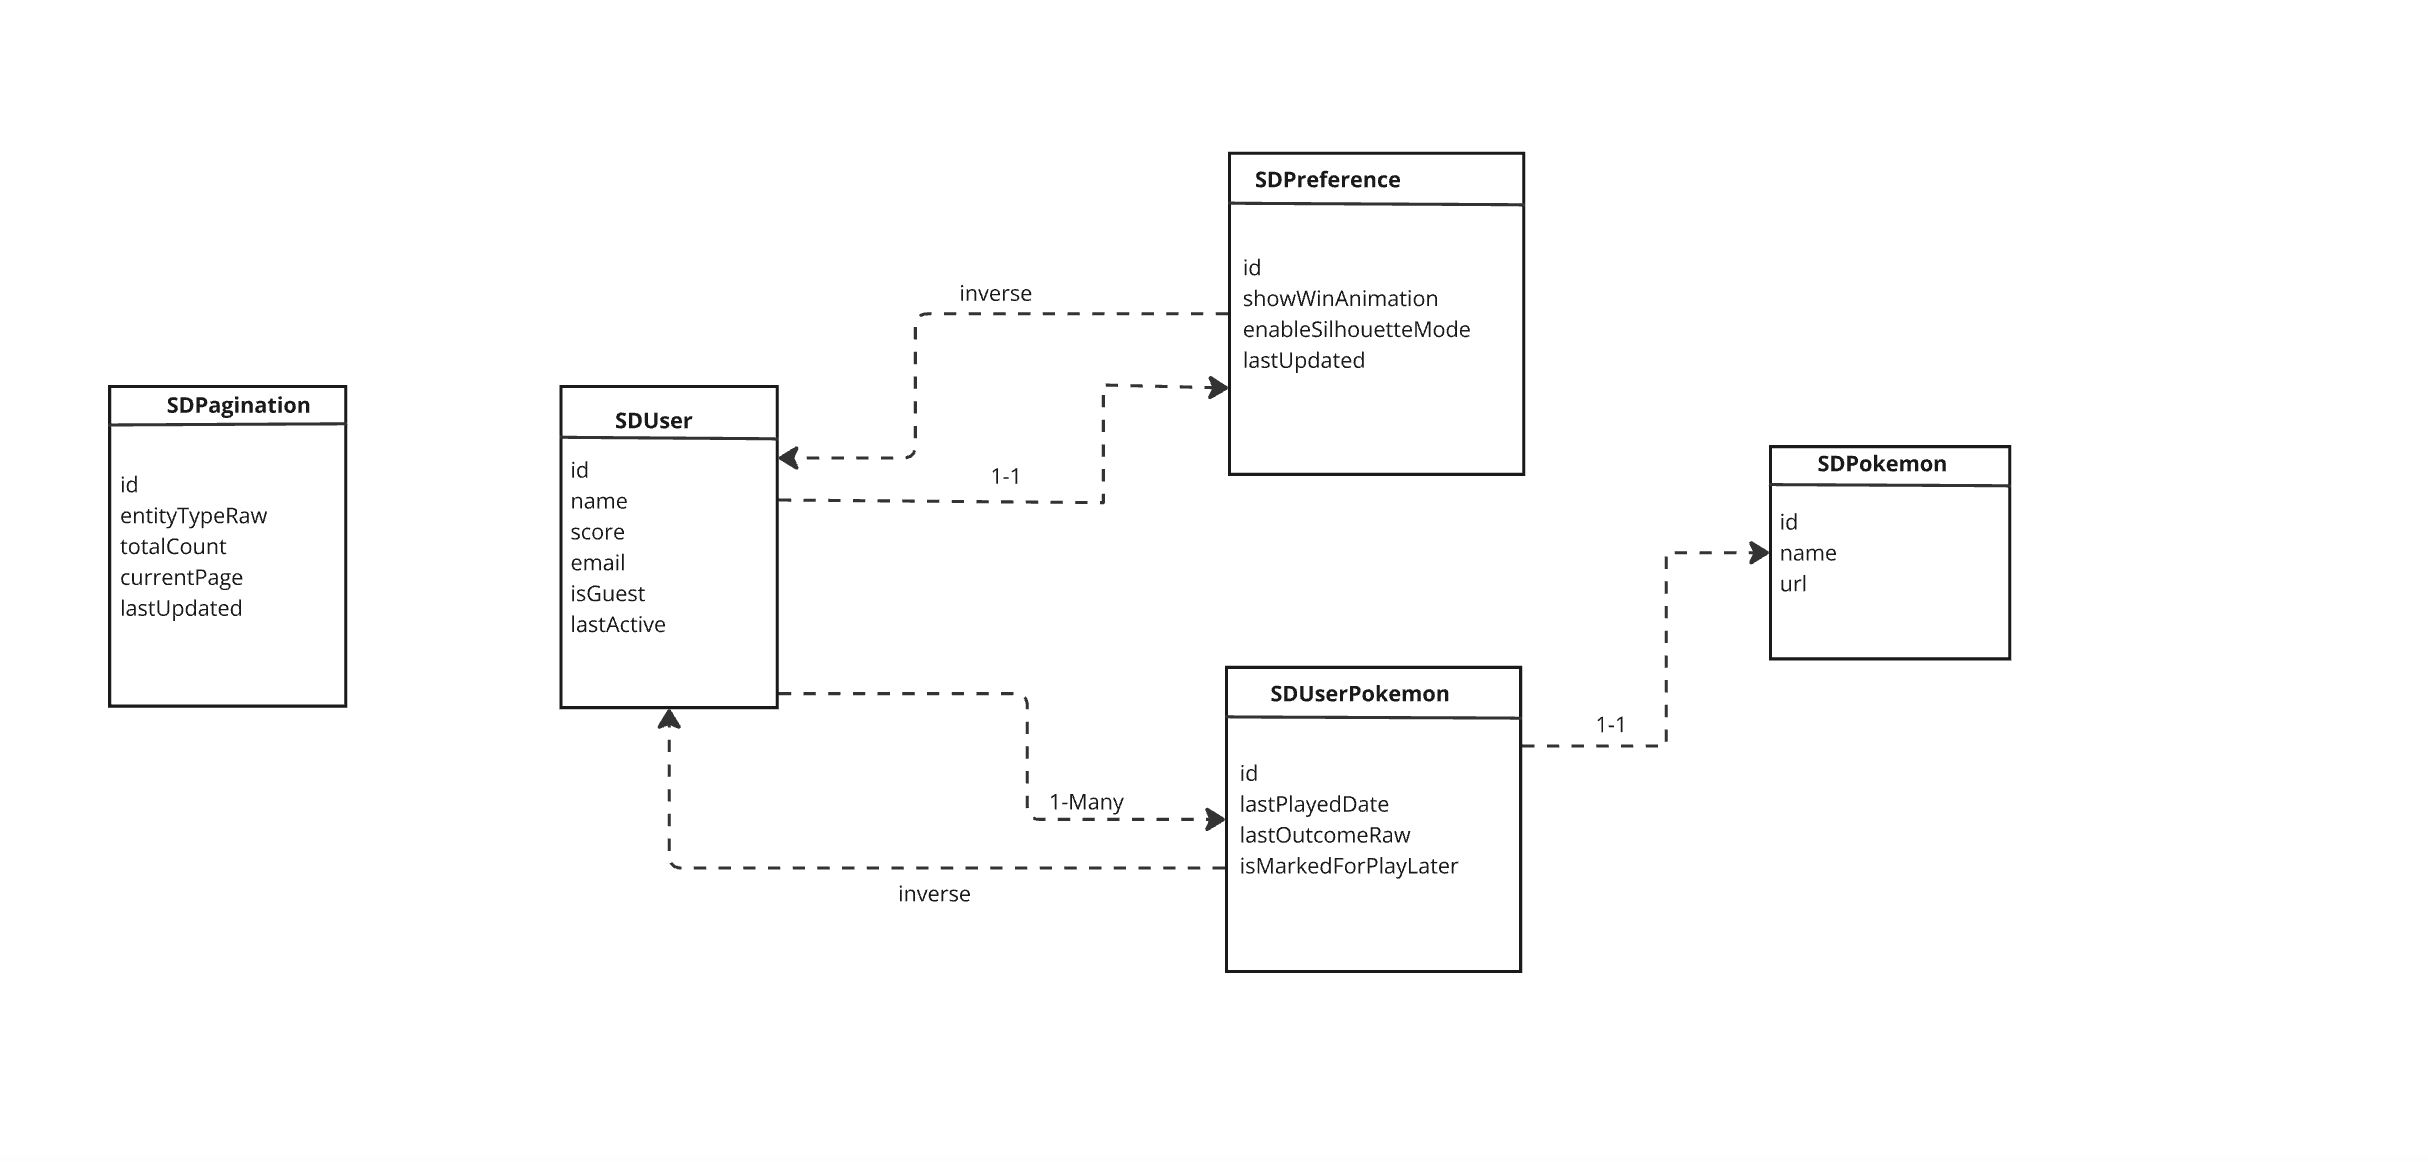 SDPagination
id
entityTypeRaw
totalCount
currentPage
lastUpdated
SDUser
id
name
score
email
isGuest
lastActive
inverse
1-1
1-Many
inverse
SDPreference
id
showWinAnimation
enableSilhouetteMode
lastUpdated
SDUserPokemon
id
lastPlayedDate
lastOutcomeRaw
isMarkedForPlayLater
1-1
SDPokemon
id
name
url